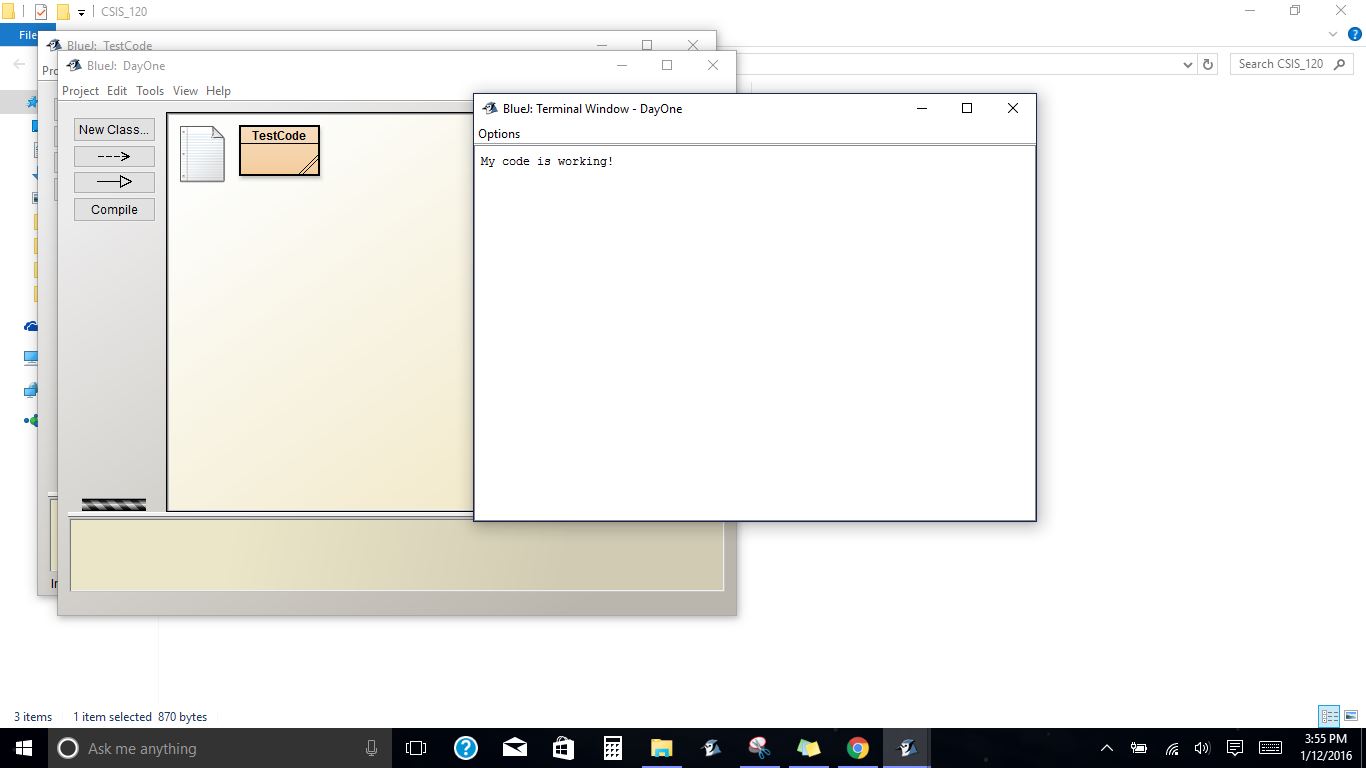 CSIS_120
File
BlueJ: TestCode
BlueJ: DayOne
Search CSIS_120
Project Edit Tools View Help
New Class...
TestCode
Compile
BlueJ: Terminal Window - DayOne
Options
My code is working!
3 items 1 item selected 870 bytes
Ask me anything
3:55 PM
1/12/2016